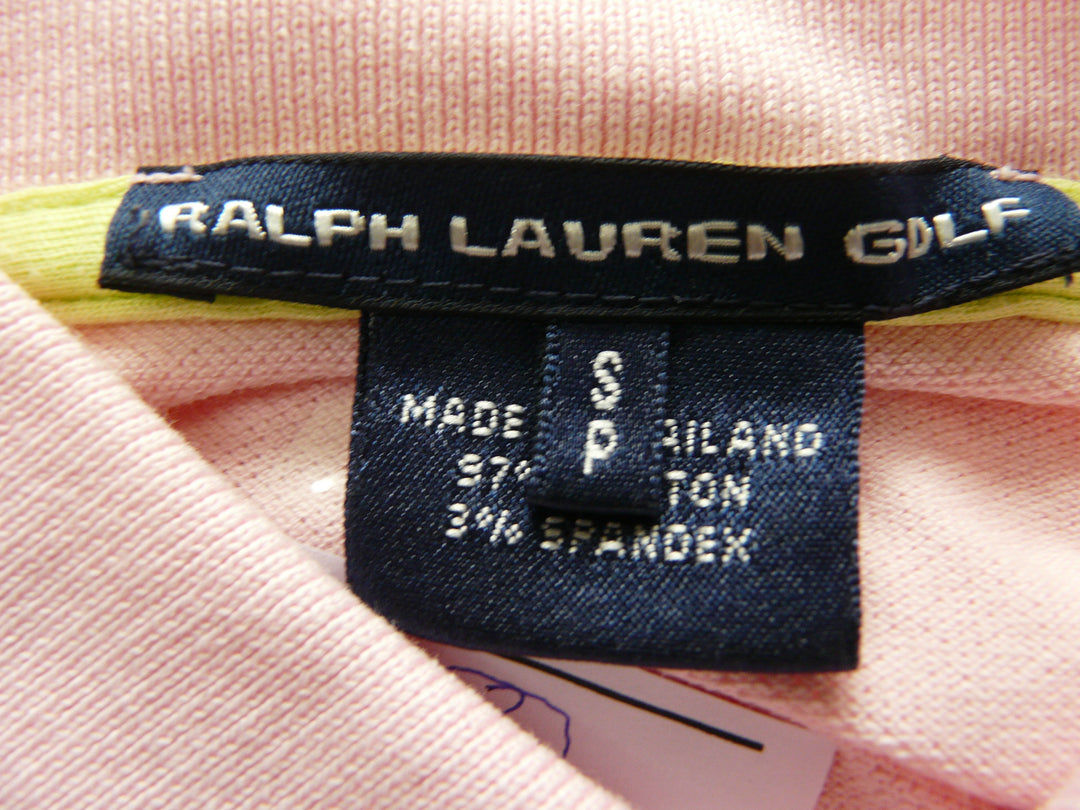 RALPH LAUREN GOLF
S
P
MADE AILAND
97% TON
3% SPANDEX